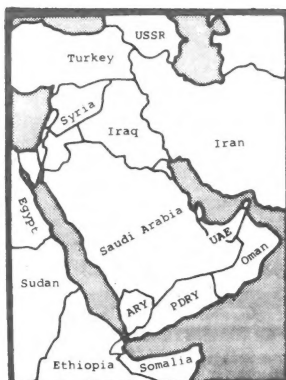 USSR
Turkey
Syria
Iraq
Iran
Egypt
Saudi Arabia
UAE
Oman
Sudan
ARY
PDRY
Ethiopia
Somalia